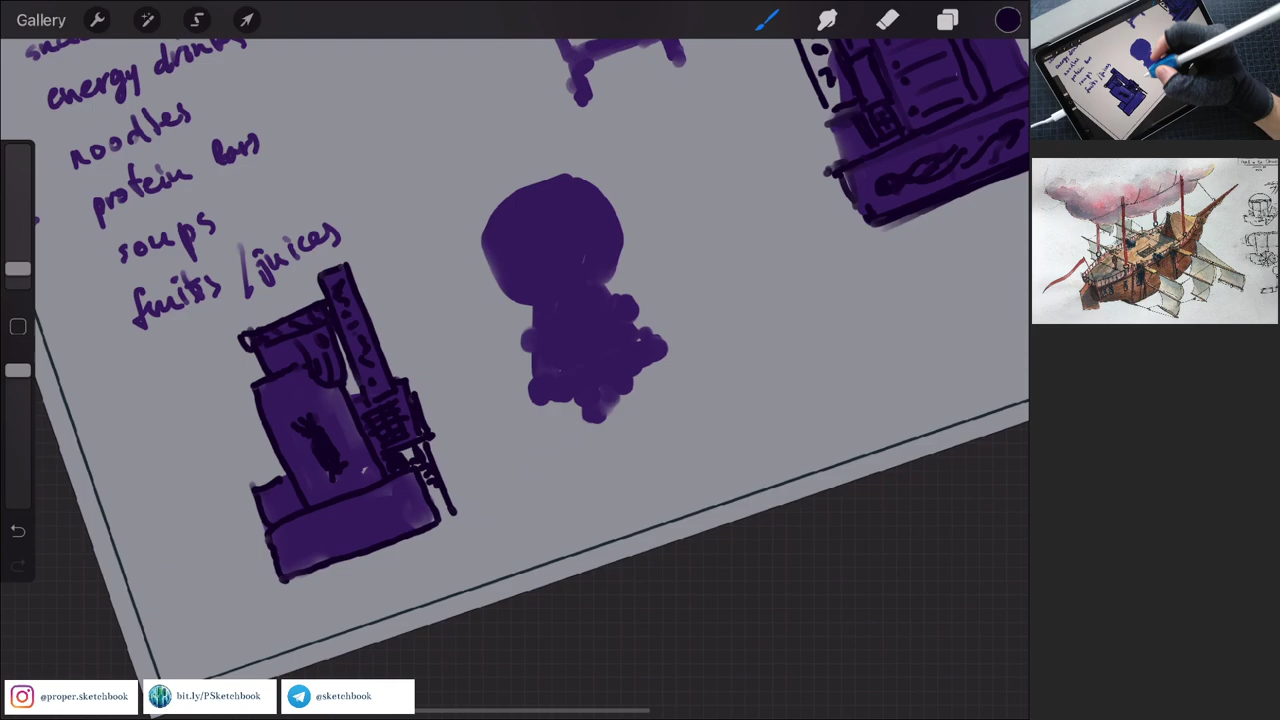 Gallery
energy drinks
noodles
protein bars
soups
fruits / juices
@proper.sketchbook
bit.ly/PSketchbook
@sketchbook